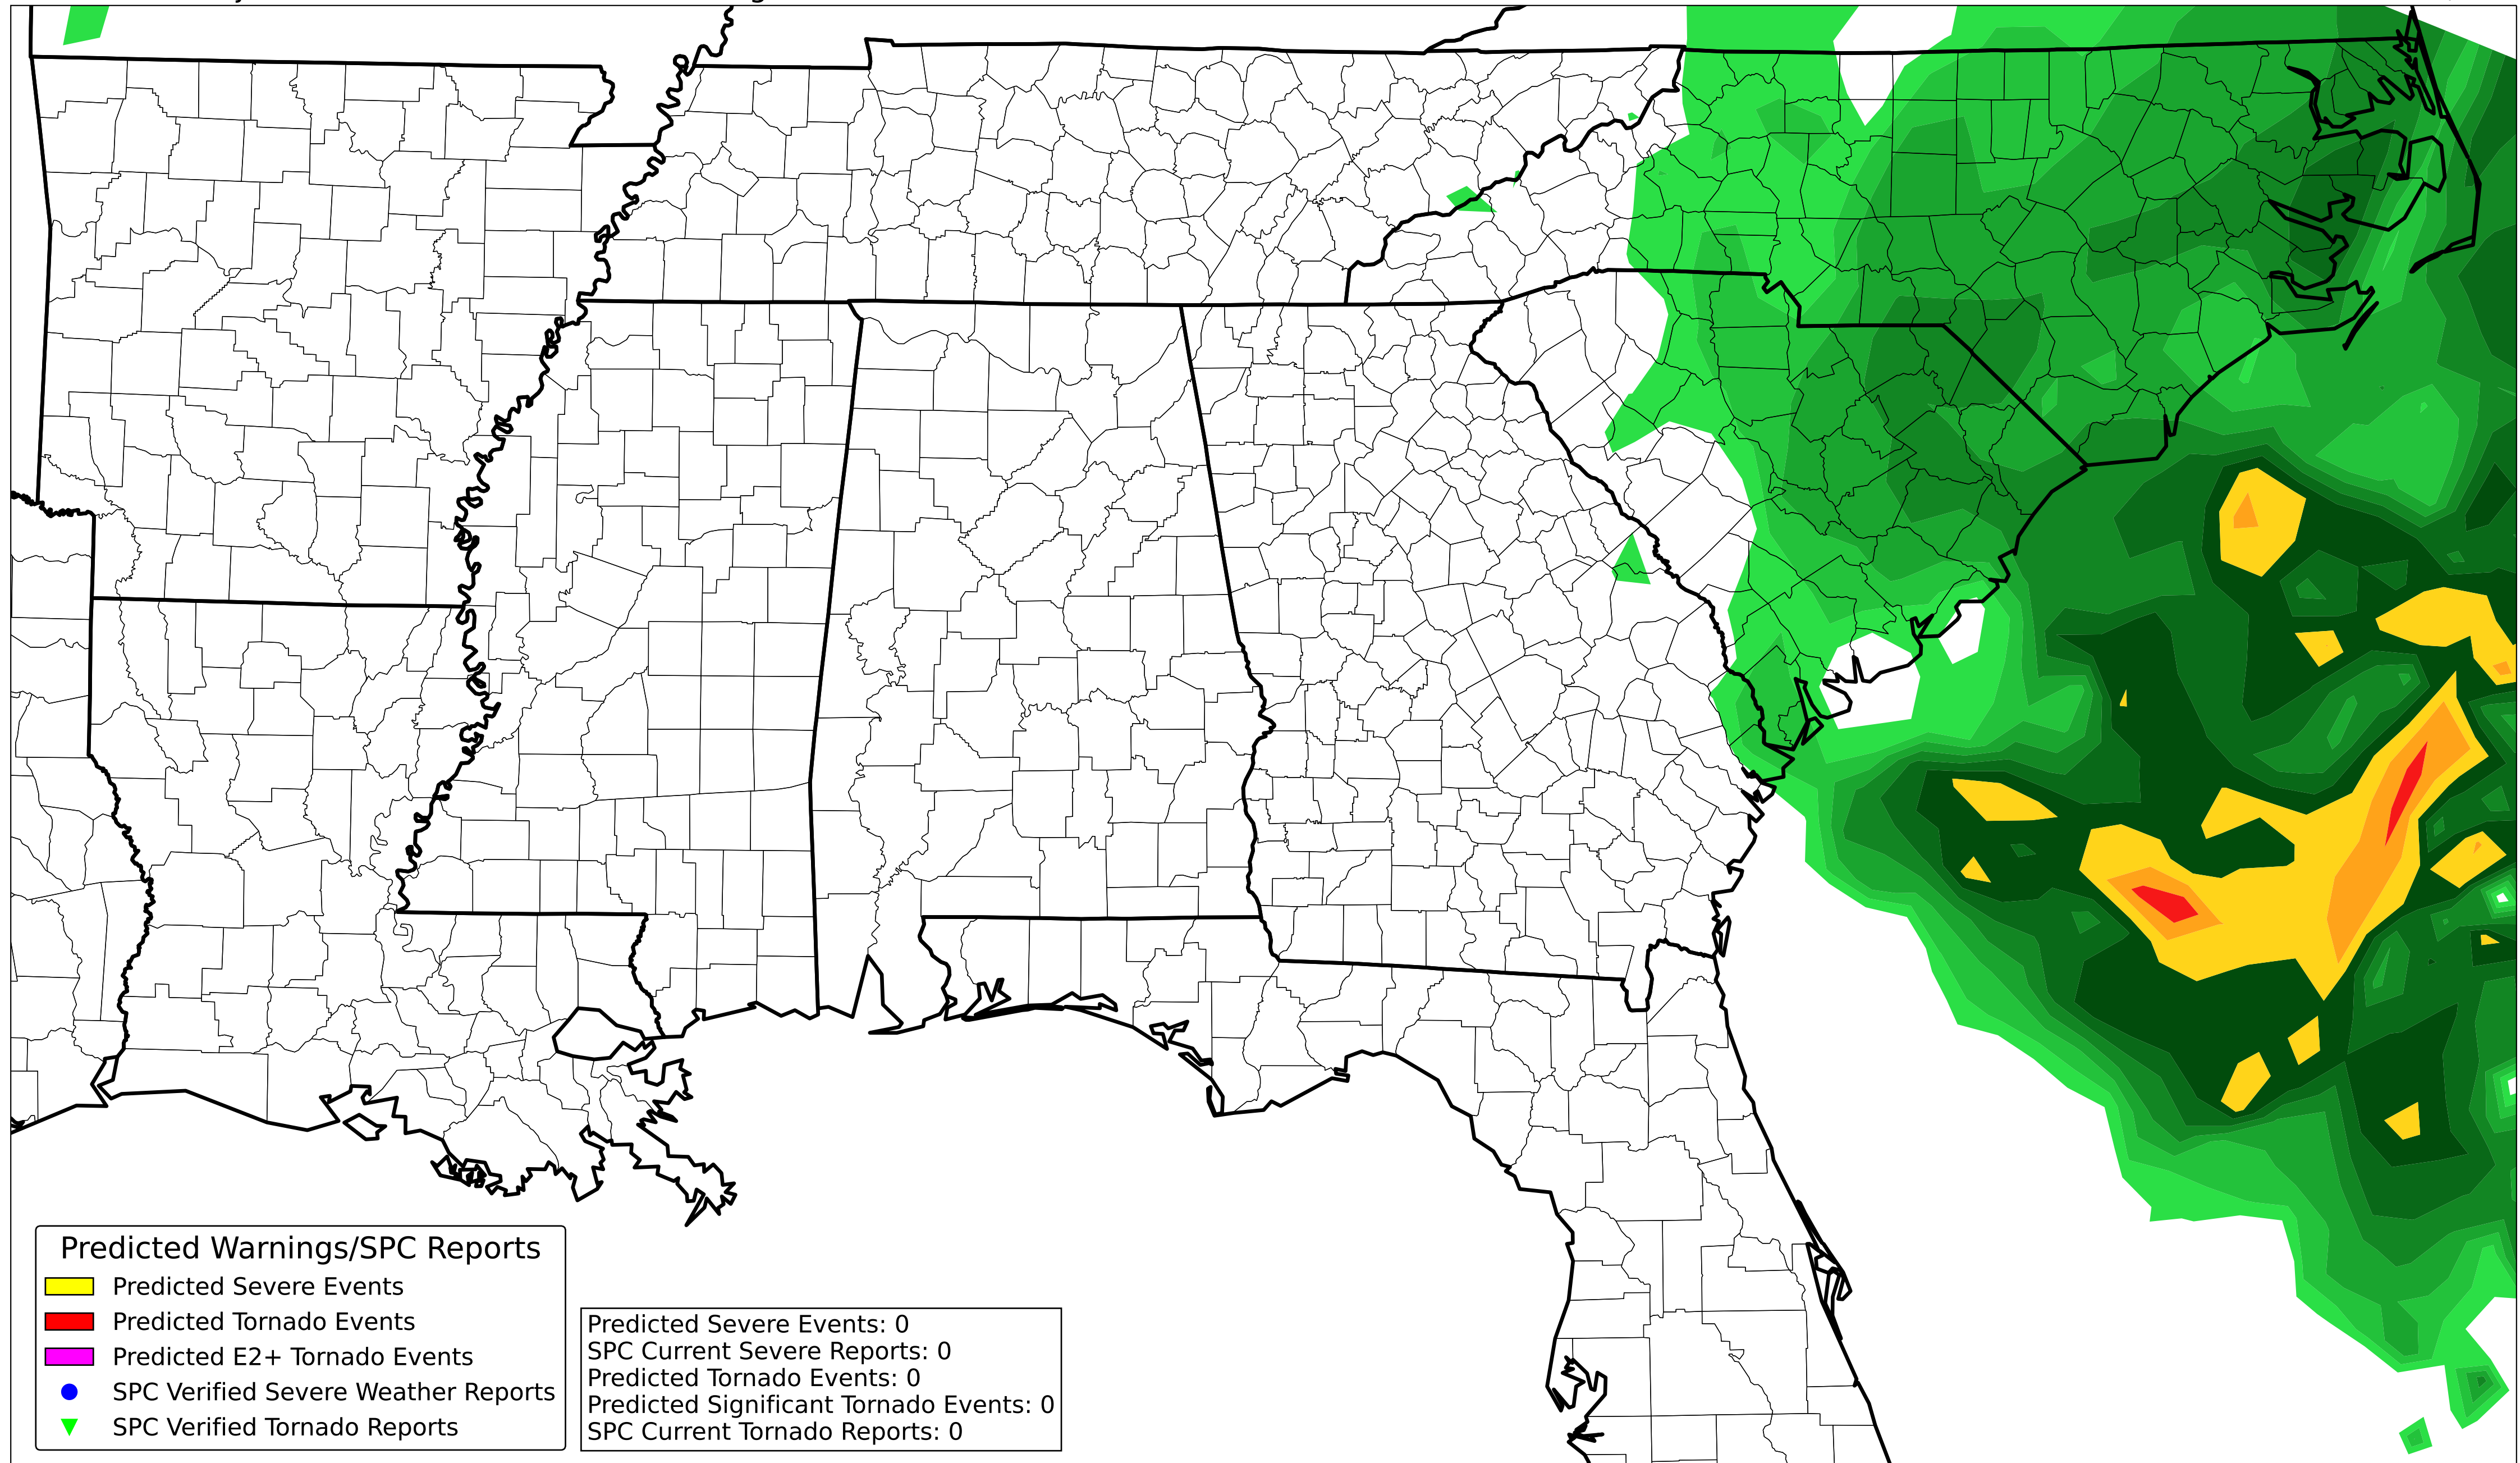 Predicted Warnings/SPC Reports
Predicted Severe Events
Predicted Tornado Events
Predicted E2+ Tornado Events
SPC Verified Severe Weather Reports
SPC Verified Tornado Reports
Predicted Severe Events: 0
SPC Current Severe Reports: 0
Predicted Tornado Events: 0
Predicted Significant Tornado Events: 0
SPC Current Tornado Reports: 0